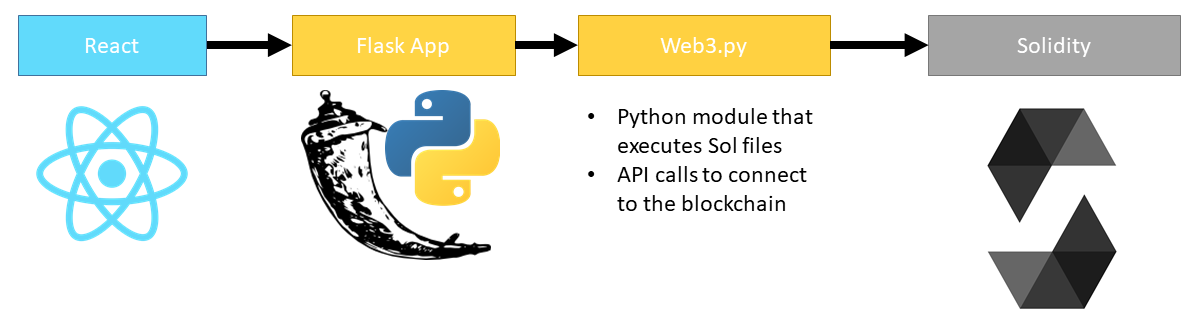 React
Flask App
Web3.py
Solidity
• Python module that
executes Sol files
• API calls to connect
to the blockchain